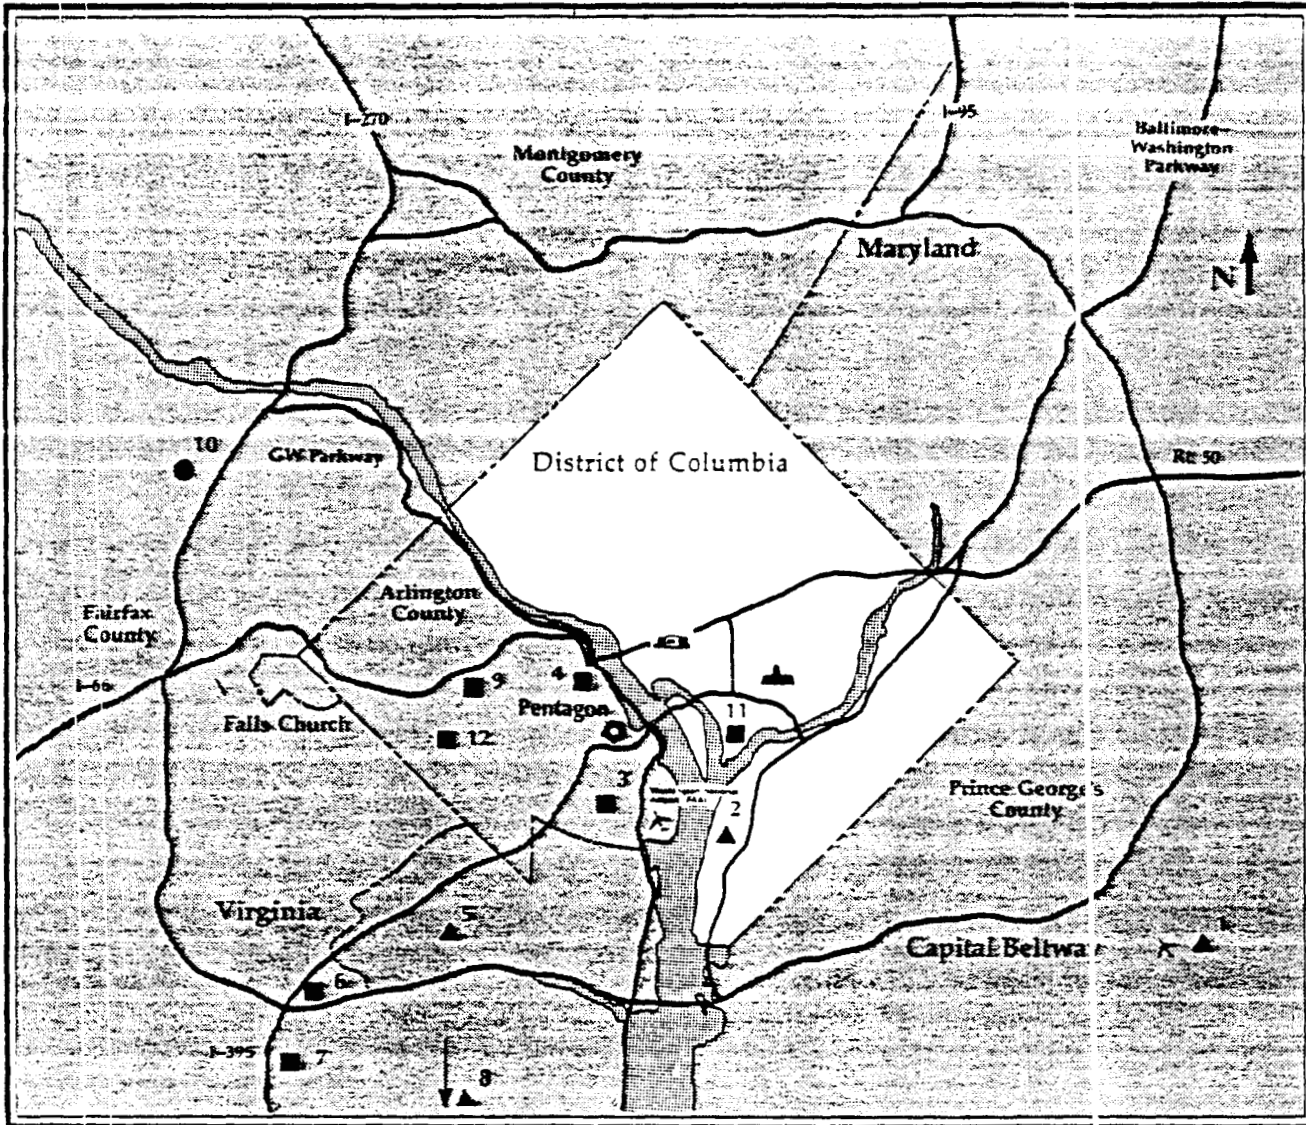 I-270
I-95
Baltimore-
Washington
Parkway
Montgomery
County
Maryland
N
10
GW Parkway
District of Columbia
Rt 50
Arlington
County
Fairfax
County
I-66
9
4
Pentagon
11
Falls Church
12
3
2
Prince George's
County
Virginia
5
Capital Beltway
6
I-395
7
8